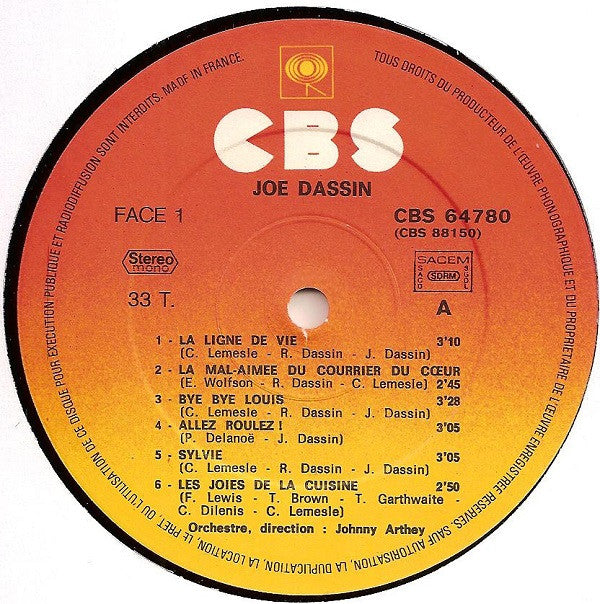 TOUS DROITS DU PRODUCTEUR DE L'ŒUVRE PHONOGRAPHIQUE ET DU PROPRIETAIRE DE L'ŒUVRE ENREGISTREE RESERVES. SAUF AUTORISATION, LA DUPLICATION, LA LOCATION, LE PRET, OU L'UTILISATION DE CE DISQUE POUR EXECUTION PUBLIQUE ET RADIODIFFUSION SONT INTERDITS. MADE IN FRANCE.
CBS
JOE DASSIN
FACE 1
CBS 64780
(CBS 88150)
Stereo
mono
SACEM
SACD SDRM SGDL
33 T.
A
1 - LA LIGNE DE VIE 3'10
(C. Lemesle - R. Dassin - J. Dassin)
2 - LA MAL-AIMEE DU COURRIER DU CŒUR
(E. Wolfson - R. Dassin - C. Lemesle) 2'45
3 - BYE BYE LOUIS 3'28
(C. Lemesle - R. Dassin - J. Dassin)
4 - ALLEZ ROULEZ ! 3'05
(P. Delanoë - J. Dassin)
5 - SYLVIE 3'05
(C. Lemesle - R. Dassin - J. Dassin)
6 - LES JOIES DE LA CUISINE 2'50
(F. Lewis - T. Brown - T. Garthwaite -
C. Dilenis - C. Lemesle)
Orchestre, direction : Johnny Arthey